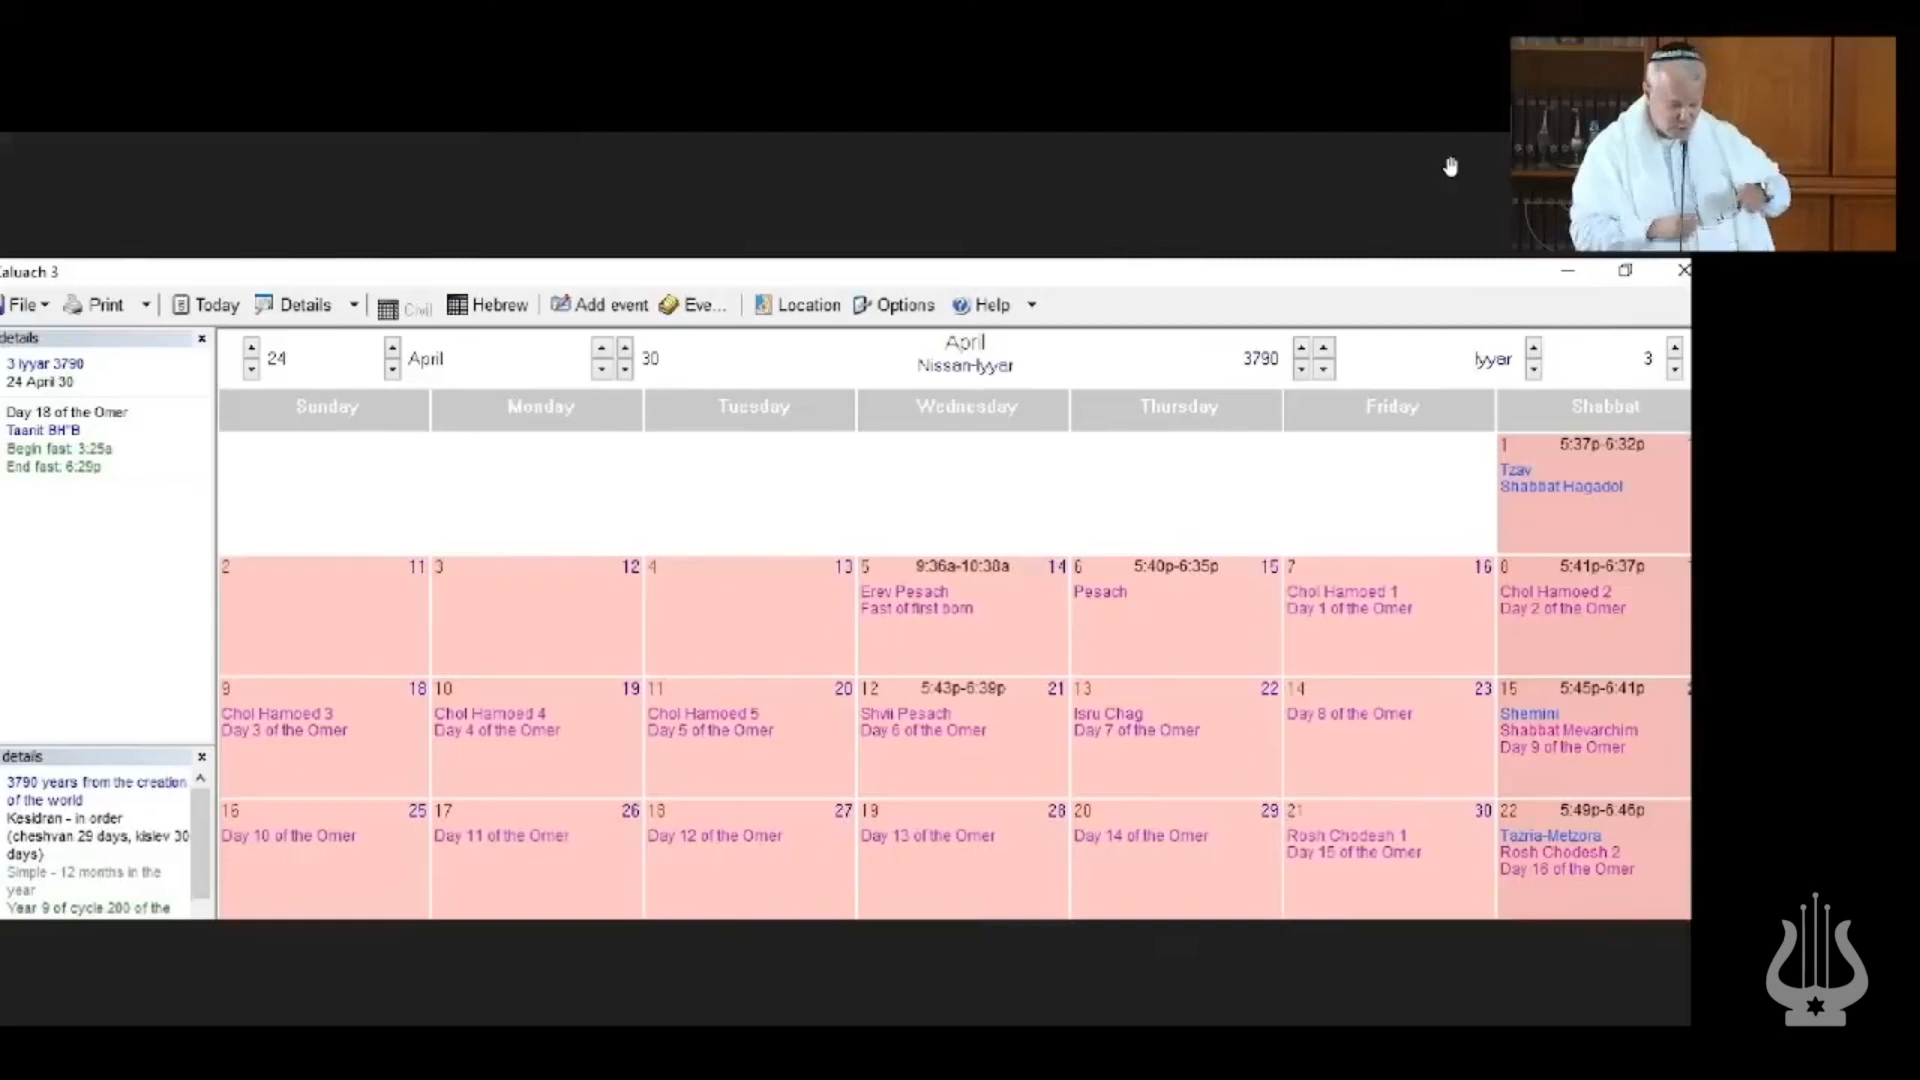 aluach 3
File Print Today Details Civil Hebrew Add event Eve... Location Options Help
details
3 Iyyar 3790
24 April 30
Day 18 of the Omer
Taanit BH"B
Begin fast: 3:25a
End fast: 6:29p
24 April 30
April
Nissan-Iyyar
3790 Iyyar 3
Sunday Monday Tuesday Wednesday Thursday Friday Shabbat
1 5:37p-6:32p
Tzav
Shabbat Hagadol
2 11
3 12
4 13
5 9:36a-10:38a 14
Erev Pesach
Fast of first born
6 5:40p-6:35p 15
Pesach
7 16
Chol Hamoed 1
Day 1 of the Omer
8 5:41p-6:37p
Chol Hamoed 2
Day 2 of the Omer
9 18
Chol Hamoed 3
Day 3 of the Omer
10 19
Chol Hamoed 4
Day 4 of the Omer
11 20
Chol Hamoed 5
Day 5 of the Omer
12 5:43p-6:39p 21
Shvii Pesach
Day 6 of the Omer
13 22
Isru Chag
Day 7 of the Omer
14 23
Day 8 of the Omer
15 5:45p-6:41p
Shemini
Shabbat Mevarchim
Day 9 of the Omer
16 25
Day 10 of the Omer
17 26
Day 11 of the Omer
18 27
Day 12 of the Omer
19 28
Day 13 of the Omer
20 29
Day 14 of the Omer
21 30
Rosh Chodesh 1
Day 15 of the Omer
22 5:49p-6:46p
Tazria-Metzora
Rosh Chodesh 2
Day 16 of the Omer
details
3790 years from the creation
of the world
Kesidran - in order
(cheshvan 29 days, kislev 30
days)
Simple - 12 months in the
year
Year 9 of cycle 200 of the